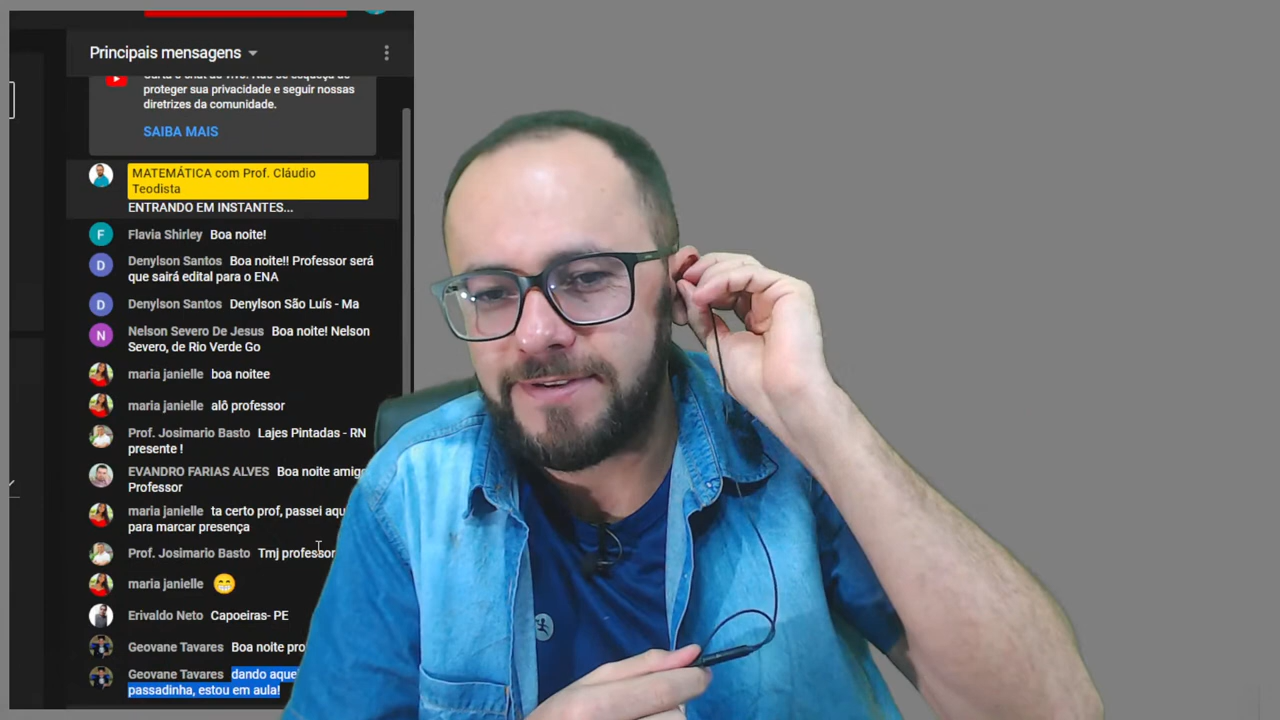 Principais mensagens
proteger sua privacidade e seguir nossas
diretrizes da comunidade.
SAIBA MAIS
MATEMÁTICA com Prof. Cláudio
Teodista
ENTRANDO EM INSTANTES...
F Flavia Shirley Boa noite!
D Denylson Santos Boa noite!! Professor será
que sairá edital para o ENA
D Denylson Santos Denylson São Luís - Ma
N Nelson Severo De Jesus Boa noite! Nelson
Severo, de Rio Verde Go
maria janielle boa noitee
maria janielle alô professor
Prof. Josimario Basto Lajes Pintadas - RN
presente !
EVANDRO FARIAS ALVES Boa noite amigo
Professor
maria janielle ta certo prof, passei aqu
para marcar presença
Prof. Josimario Basto Tmj professor
maria janielle 😁
Erivaldo Neto Capoeiras- PE
Geovane Tavares Boa noite pro
Geovane Tavares dando aquel
passadinha, estou em aula!